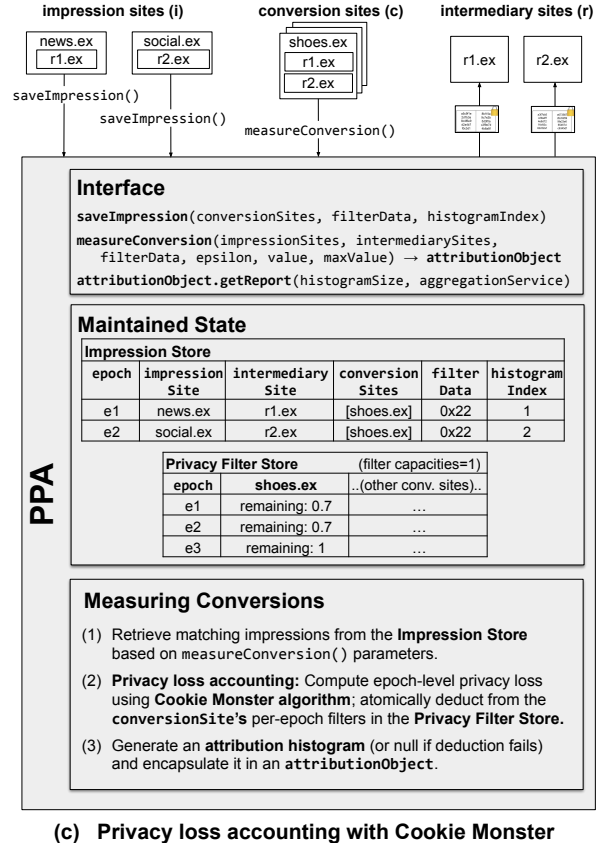 impression sites (i)
conversion sites (c)
intermediary sites (r)
news.ex
r1.ex
social.ex
r2.ex
shoes.ex
r1.ex
r2.ex
r1.ex
r2.ex
saveImpression()
saveImpression()
measureConversion()
PPA
Interface
saveImpression(conversionSites, filterData, histogramIndex)
measureConversion(impressionSites, intermediarySites,
filterData, epsilon, value, maxValue) → attributionObject
attributionObject.getReport(histogramSize, aggregationService)
Maintained State
Impression Store
epoch impression Site intermediary Site conversion Sites filter Data histogram Index
e1 news.ex r1.ex [shoes.ex] 0x22 1
e2 social.ex r2.ex [shoes.ex] 0x22 2
Privacy Filter Store (filter capacities=1)
epoch shoes.ex ..(other conv. sites)..
e1 remaining: 0.7 …
e2 remaining: 0.7 …
e3 remaining: 1 …
Measuring Conversions
(1) Retrieve matching impressions from the Impression Store
based on measureConversion() parameters.
(2) Privacy loss accounting: Compute epoch-level privacy loss
using Cookie Monster algorithm; atomically deduct from the
conversionSite's per-epoch filters in the Privacy Filter Store.
(3) Generate an attribution histogram (or null if deduction fails)
and encapsulate it in an attributionObject.
(c) Privacy loss accounting with Cookie Monster